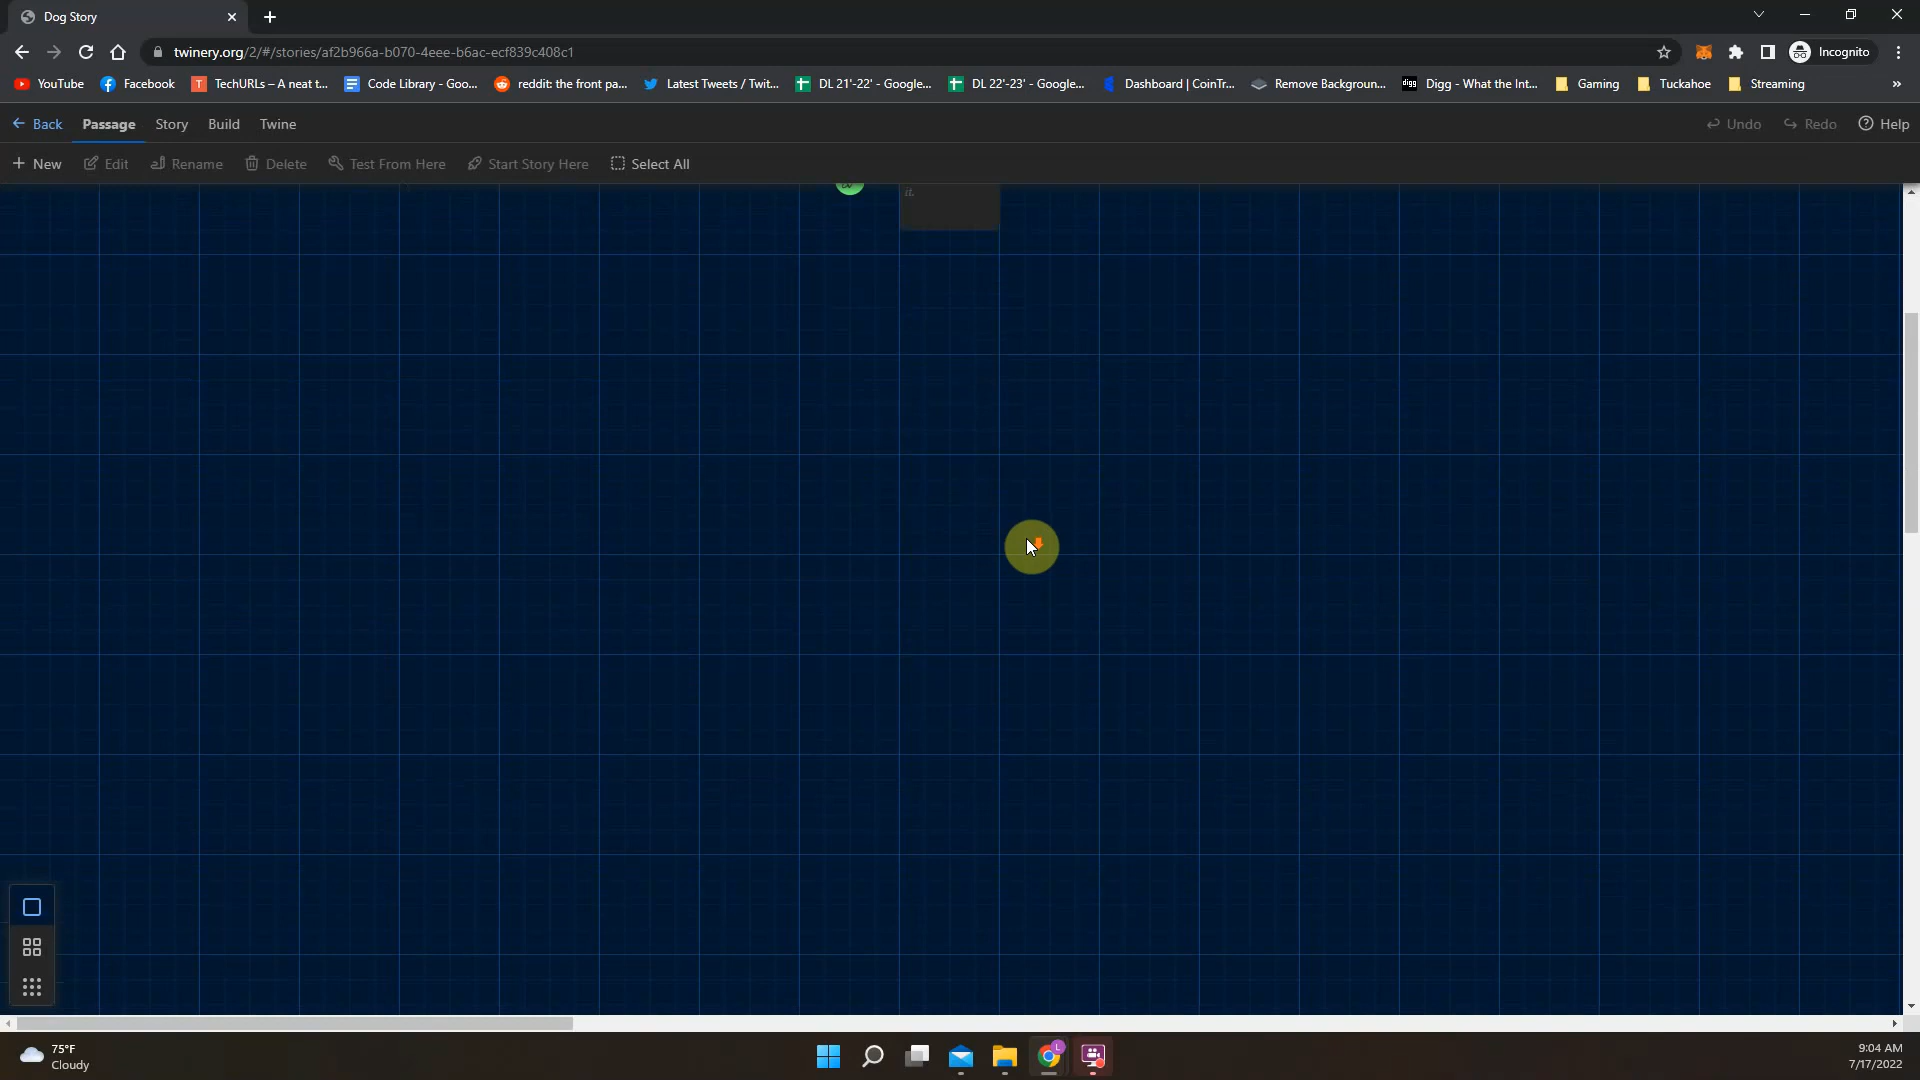 Dog Story
twinery.org/2/#/stories/af2b966a-b070-4eee-b6ac-ecf839c408c1
Incognito
YouTube Facebook TechURLs – A neat t... Code Library - Goo... reddit: the front pa... Latest Tweets / Twit... DL 21'-22' - Google... DL 22'-23' - Google... Dashboard | CoinTr... Remove Backgroun... digg Digg - What the Int... Gaming Tuckahoe Streaming »
Back Passage Story Build Twine Undo Redo Help
New Edit Rename Delete Test From Here Start Story Here Select All
it.
75°F
Cloudy
L
9:04 AM
7/17/2022